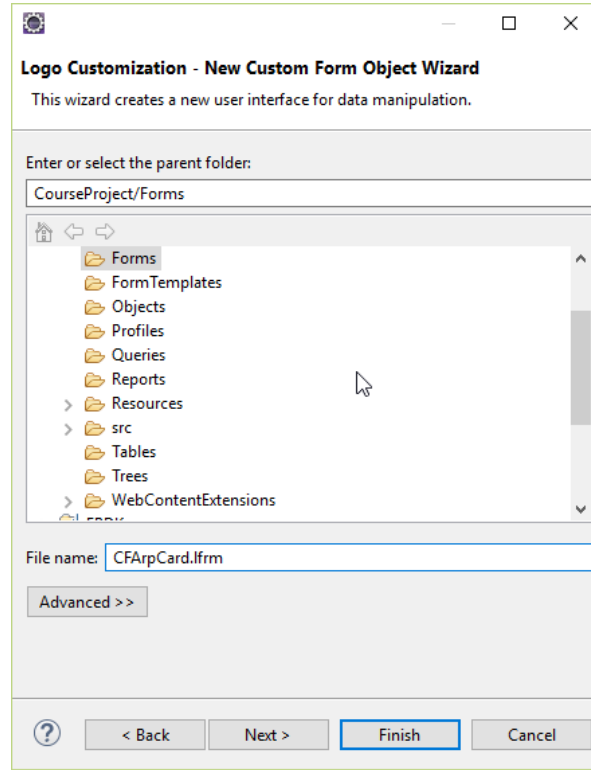 Logo Customization - New Custom Form Object Wizard
This wizard creates a new user interface for data manipulation.
Enter or select the parent folder:
CourseProject/Forms
Forms
FormTemplates
Objects
Profiles
Queries
Reports
Resources
src
Tables
Trees
WebContentExtensions
File name: CFArpCard.lfrm
Advanced >>
? < Back Next > Finish Cancel